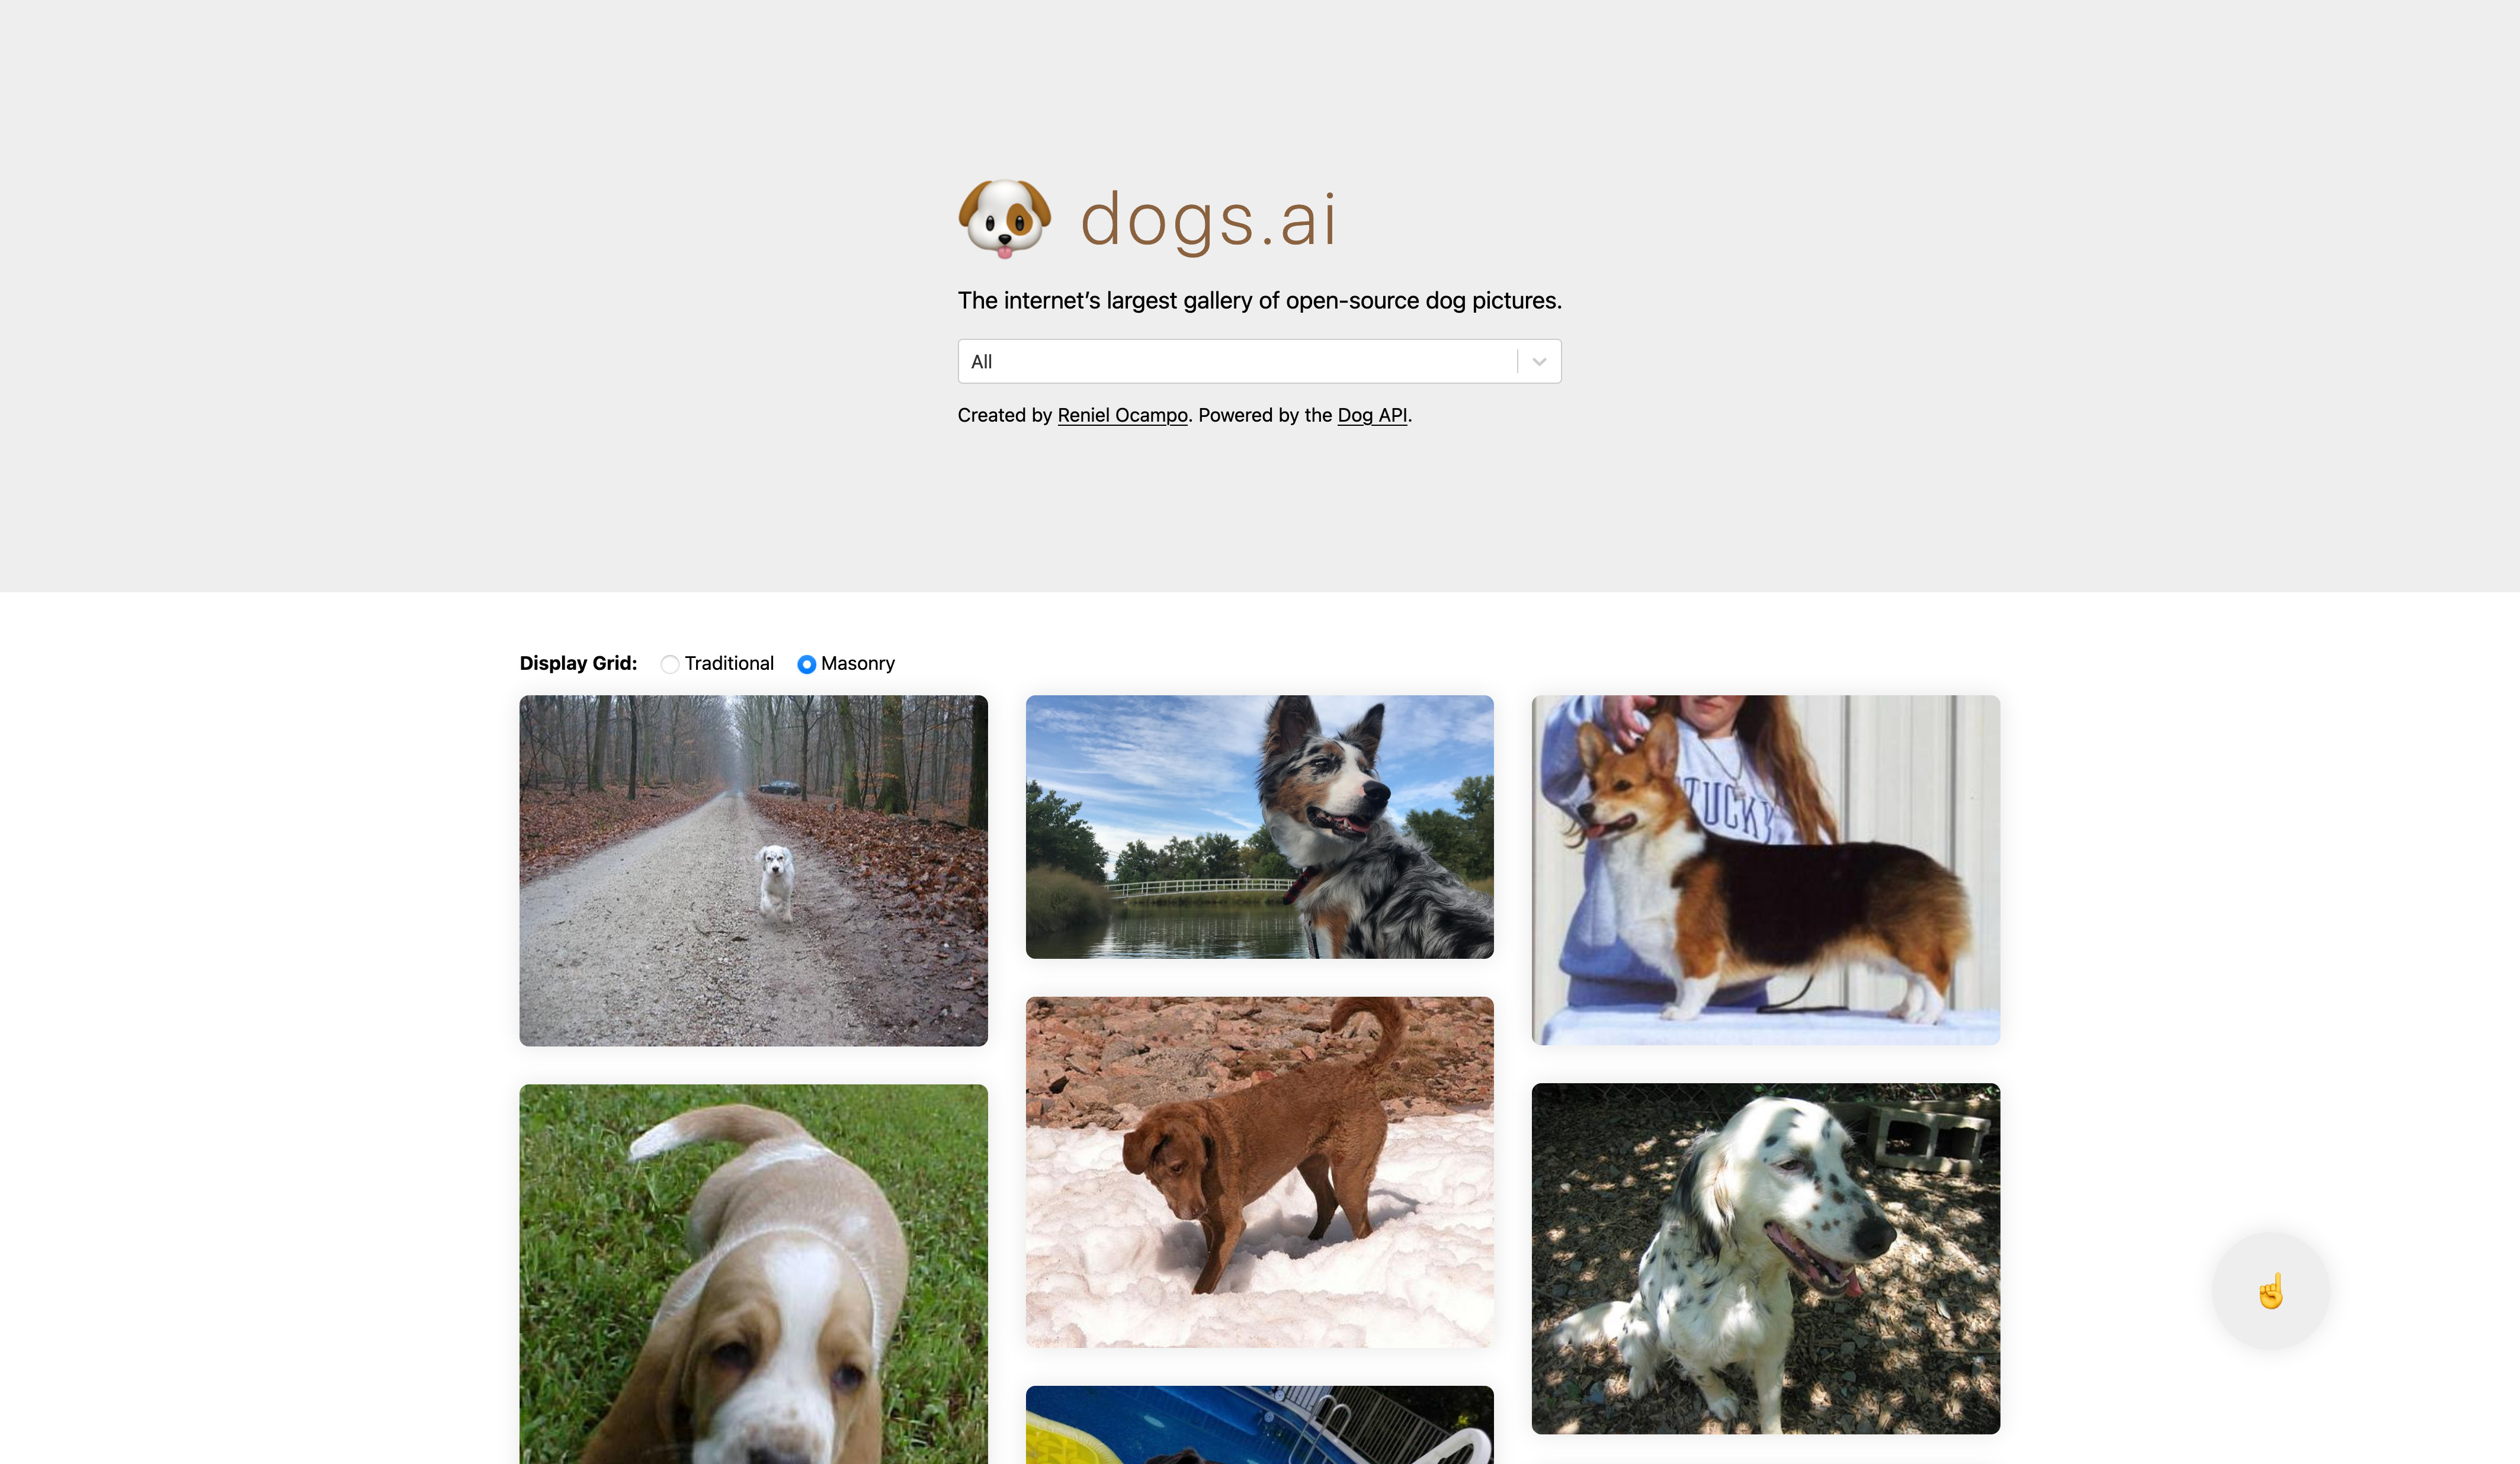 dogs.ai
The internet’s largest gallery of open-source dog pictures.
All
Created by Reniel Ocampo. Powered by the Dog API.
Display Grid: Traditional Masonry
TUCKY